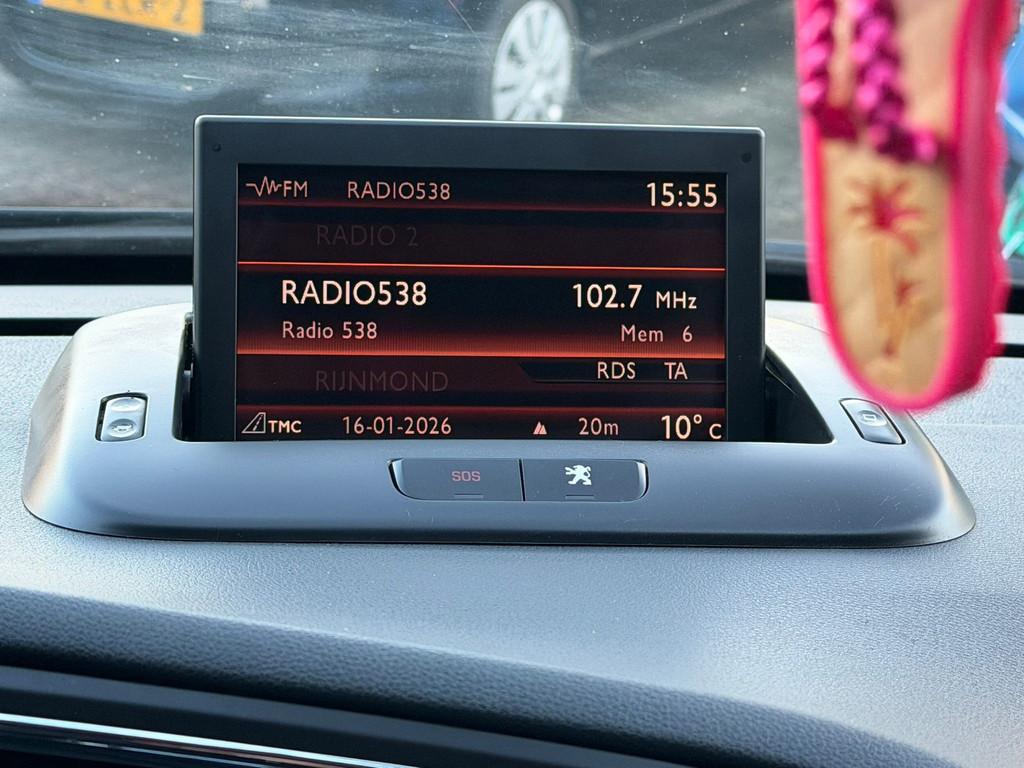 FM RADIO538 15:55
RADIO 2
RADIO538 102.7 MHz
Radio 538 Mem 6
RDS TA
RIJNMOND
TMC 16-01-2026 20m 10° c
SOS